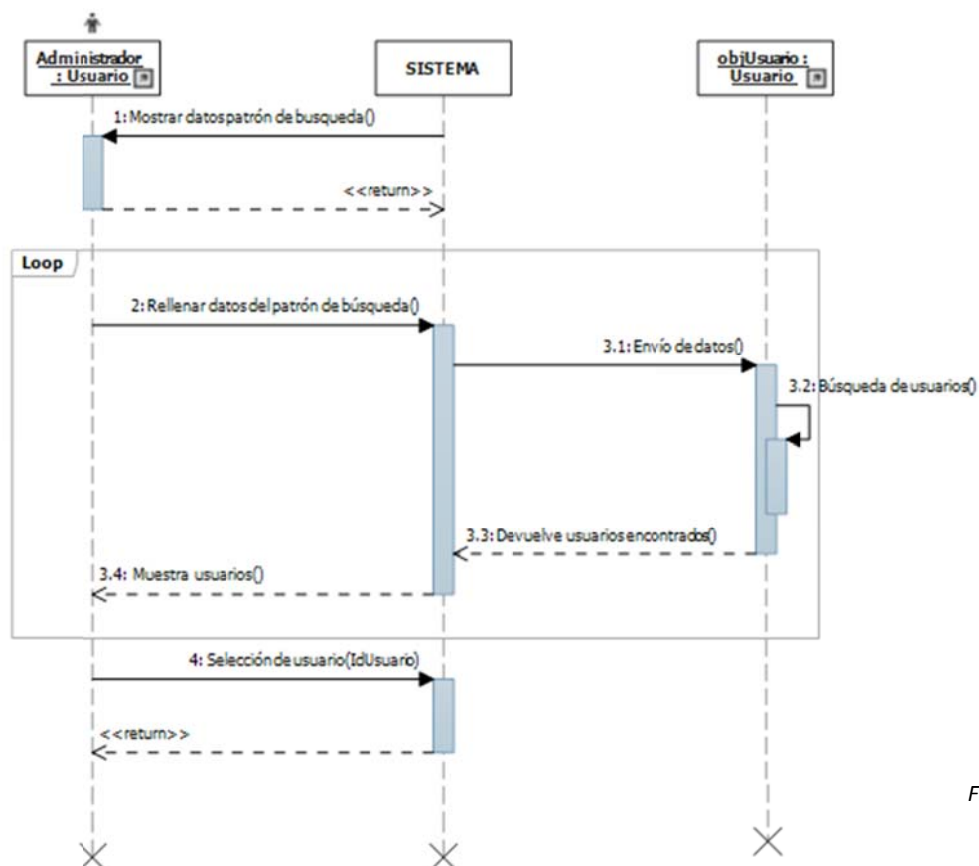 Administrador
: Usuario
SISTEMA
objUsuario :
Usuario
1: Mostrar datos patrón de busqueda()
<<return>>
Loop
2: Rellenar datos del patrón de búsqueda()
3.1: Envío de datos()
3.2: Búsqueda de usuarios()
3.3: Devuelve usuarios encontrados()
3.4: Muestra usuarios()
4: Selección de usuario(IdUsuario)
<<return>>
F